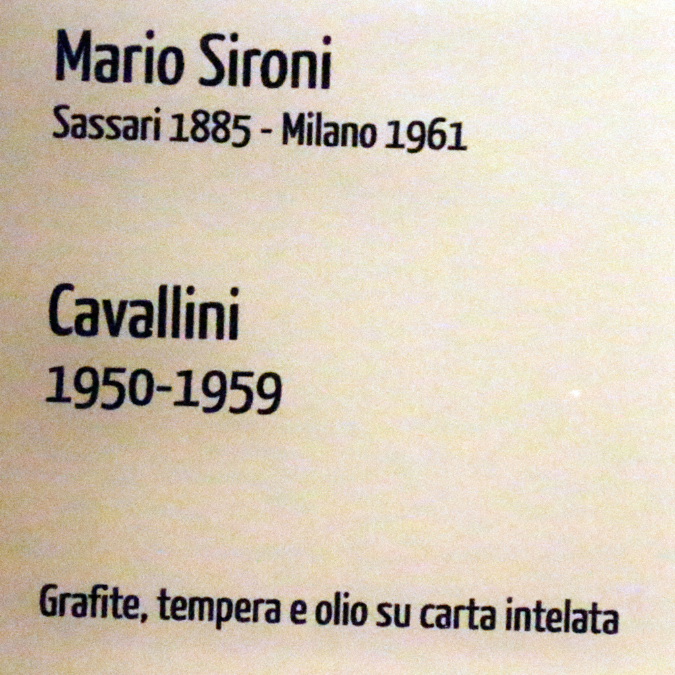 Mario Sironi
Sassari 1885 - Milano 1961
Cavallini
1950-1959
Grafite, tempera e olio su carta intelata